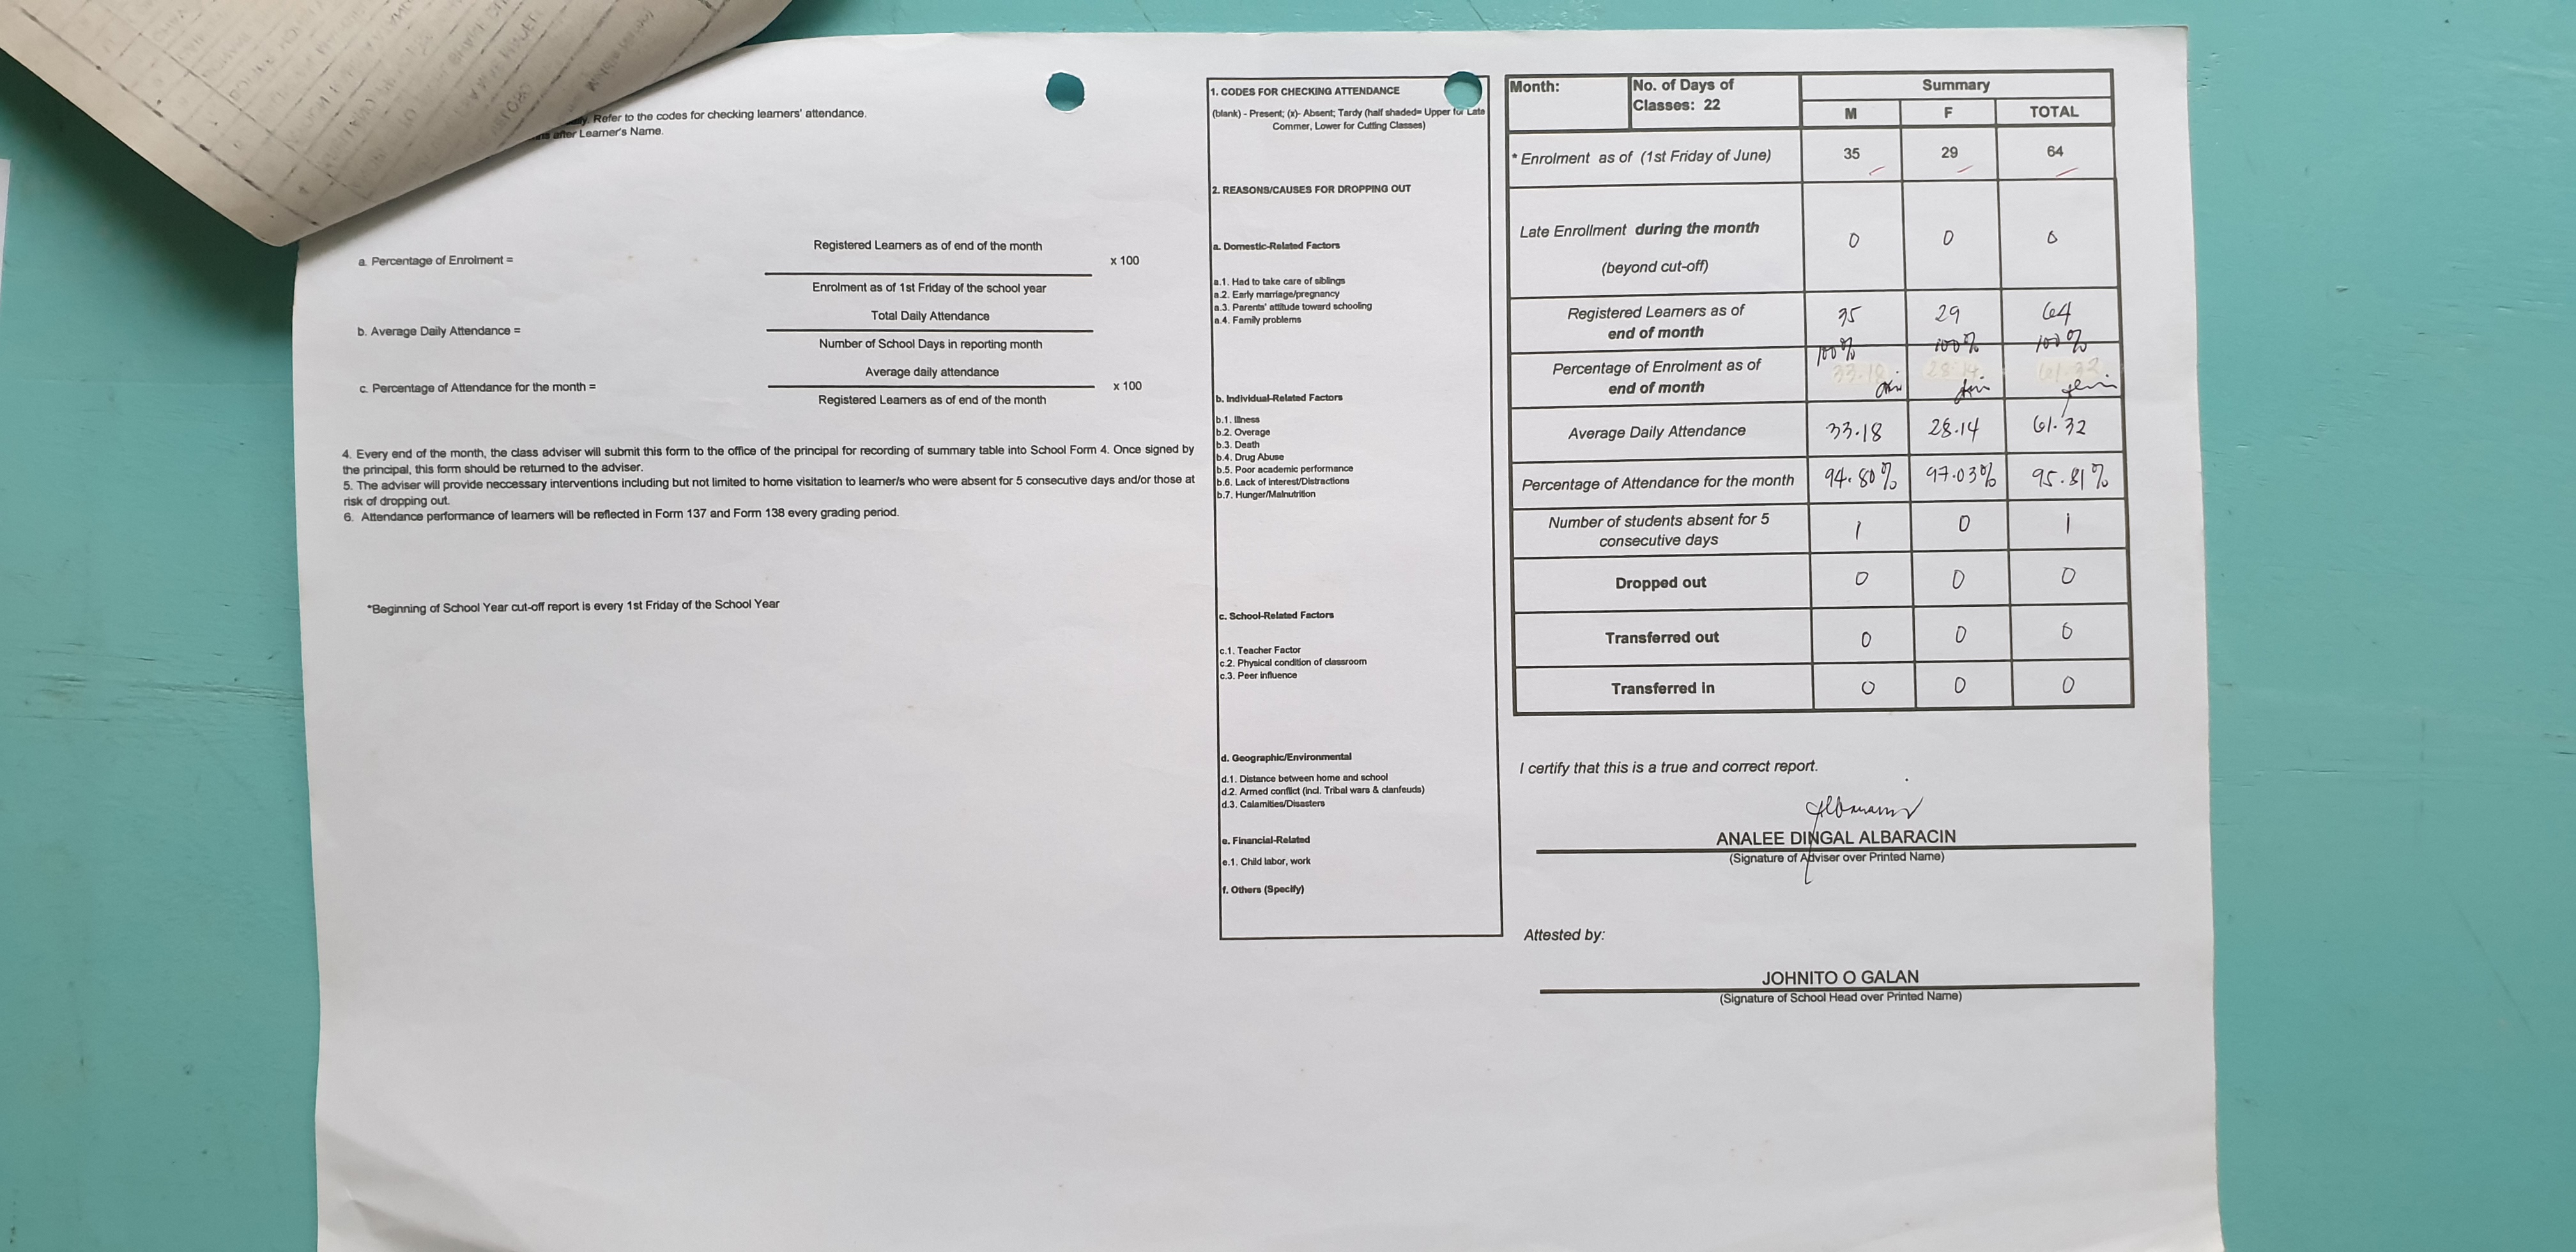 Refer to the codes for checking learners' attendance.
after Learner's Name.
a. Percentage of Enrolment =
Registered Learners as of end of the month
x 100
Enrolment as of 1st Friday of the school year
b. Average Daily Attendance =
Total Daily Attendance
Number of School Days in reporting month
c. Percentage of Attendance for the month =
Average daily attendance
x 100
Registered Learners as of end of the month
4. Every end of the month, the class adviser will submit this form to the office of the principal for recording of summary table into School Form 4. Once signed by
the principal, this form should be returned to the adviser.
5. The adviser will provide neccessary interventions including but not limited to home visitation to learner/s who were absent for 5 consecutive days and/or those at
risk of dropping out.
6. Attendance performance of learners will be reflected in Form 137 and Form 138 every grading period.
*Beginning of School Year cut-off report is every 1st Friday of the School Year
1. CODES FOR CHECKING ATTENDANCE
(blank) - Present; (x)- Absent; Tardy (half shaded= Upper for Late
Commer, Lower for Cutting Classes)
2. REASONS/CAUSES FOR DROPPING OUT
a. Domestic-Related Factors
a.1. Had to take care of siblings
a.2. Early marriage/pregnancy
a.3. Parents' attitude toward schooling
a.4. Family problems
b. Individual-Related Factors
b.1. Illness
b.2. Overage
b.3. Death
b.4. Drug Abuse
b.5. Poor academic performance
b.6. Lack of interest/Distractions
b.7. Hunger/Malnutrition
c. School-Related Factors
c.1. Teacher Factor
c.2. Physical condition of classroom
c.3. Peer influence
d. Geographic/Environmental
d.1. Distance between home and school
d.2. Armed conflict (incl. Tribal wars & clanfeuds)
d.3. Calamities/Disasters
e. Financial-Related
e.1. Child labor, work
f. Others (Specify)
Month:
No. of Days of
Classes: 22
Summary
M F TOTAL
* Enrolment as of (1st Friday of June) 35 29 64
Late Enrollment during the month
(beyond cut-off)
0 0 0
Registered Learners as of
end of month
35 29 64
Percentage of Enrolment as of
end of month
100% 100% 100%
33.18 28.14 61.32
Average Daily Attendance 33.18 28.14 61.32
Percentage of Attendance for the month 94.80% 97.03% 95.81%
Number of students absent for 5
consecutive days
1 0 1
Dropped out 0 0 0
Transferred out 0 0 0
Transferred in 0 0 0
I certify that this is a true and correct report.
ANALEE DINGAL ALBARACIN
(Signature of Adviser over Printed Name)
Attested by:
JOHNITO O GALAN
(Signature of School Head over Printed Name)